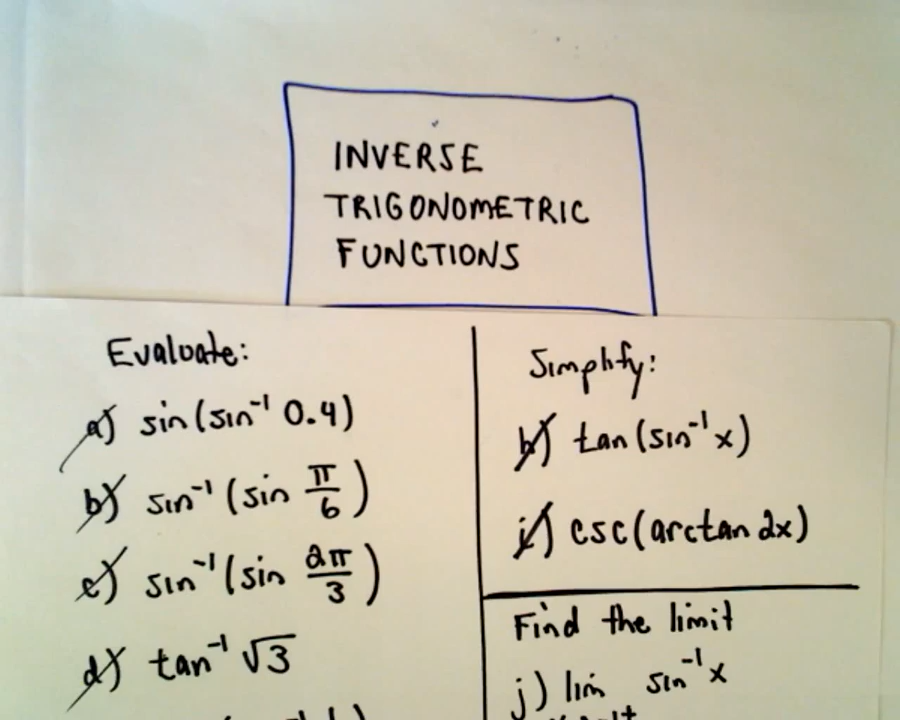 INVERSE
TRIGONOMETRIC
FUNCTIONS
Evaluate:
a) sin(sin⁻¹ 0.4)
b) sin⁻¹(sin π/6)
c) sin⁻¹(sin 2π/3)
d) tan⁻¹ √3
Simplify:
h) tan(sin⁻¹x)
i) csc(arctan 2x)
Find the limit
j) lim sin⁻¹x